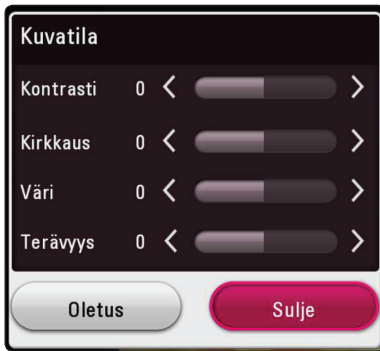 Kuvatila
Kontrasti 0
Kirkkaus 0
Väri 0
Terävyys 0
Oletus Sulje